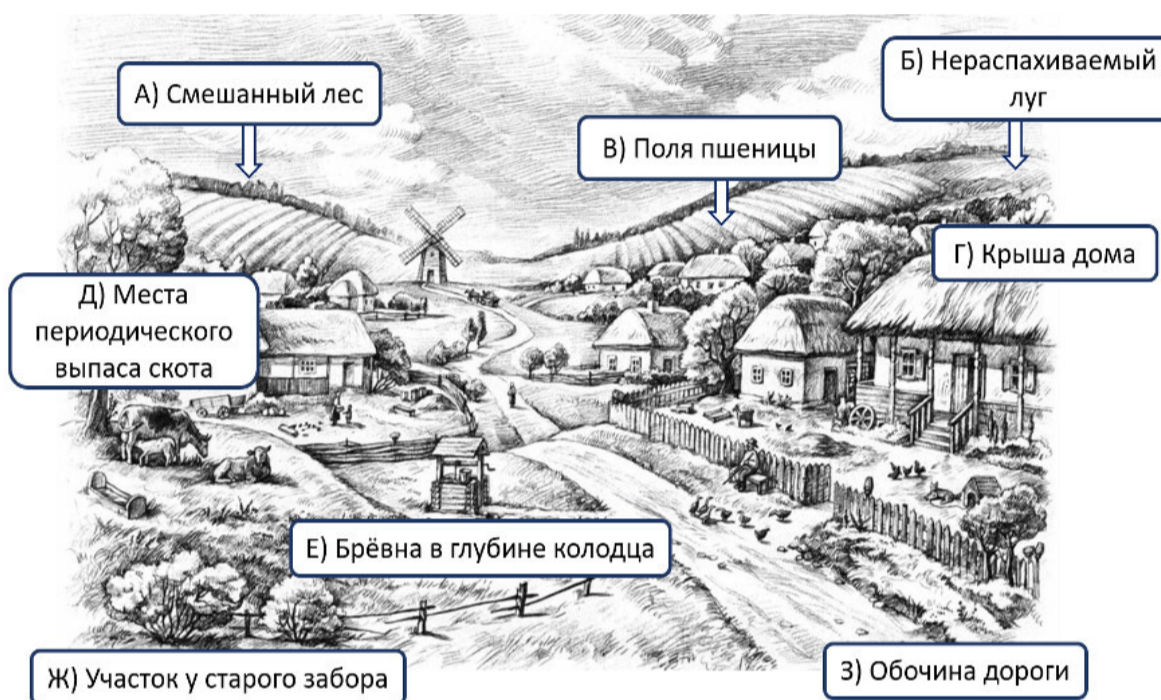 А) Смешанный лес
Б) Нераспахиваемый
луг
В) Поля пшеницы
Г) Крыша дома
Д) Места
периодического
выпаса скота
Е) Брёвна в глубине колодца
Ж) Участок у старого забора
З) Обочина дороги